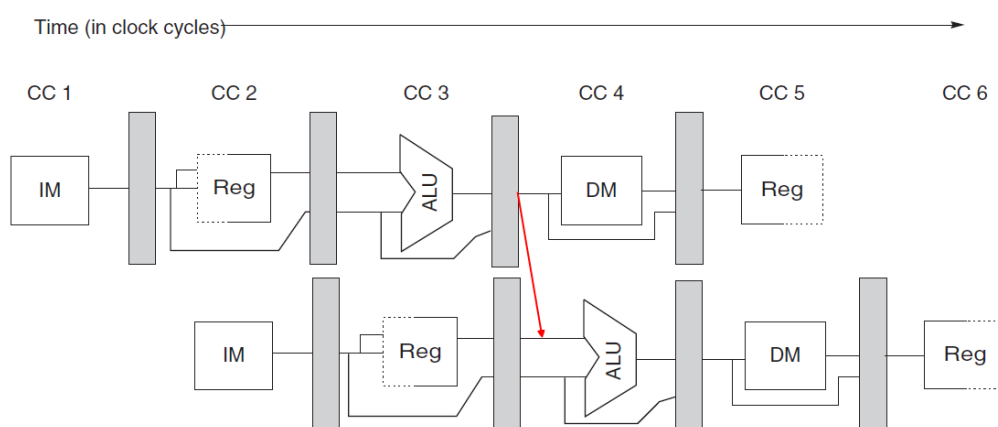 Time (in clock cycles)
CC 1 CC 2 CC 3 CC 4 CC 5 CC 6
IM Reg ALU DM Reg
IM Reg ALU DM Reg